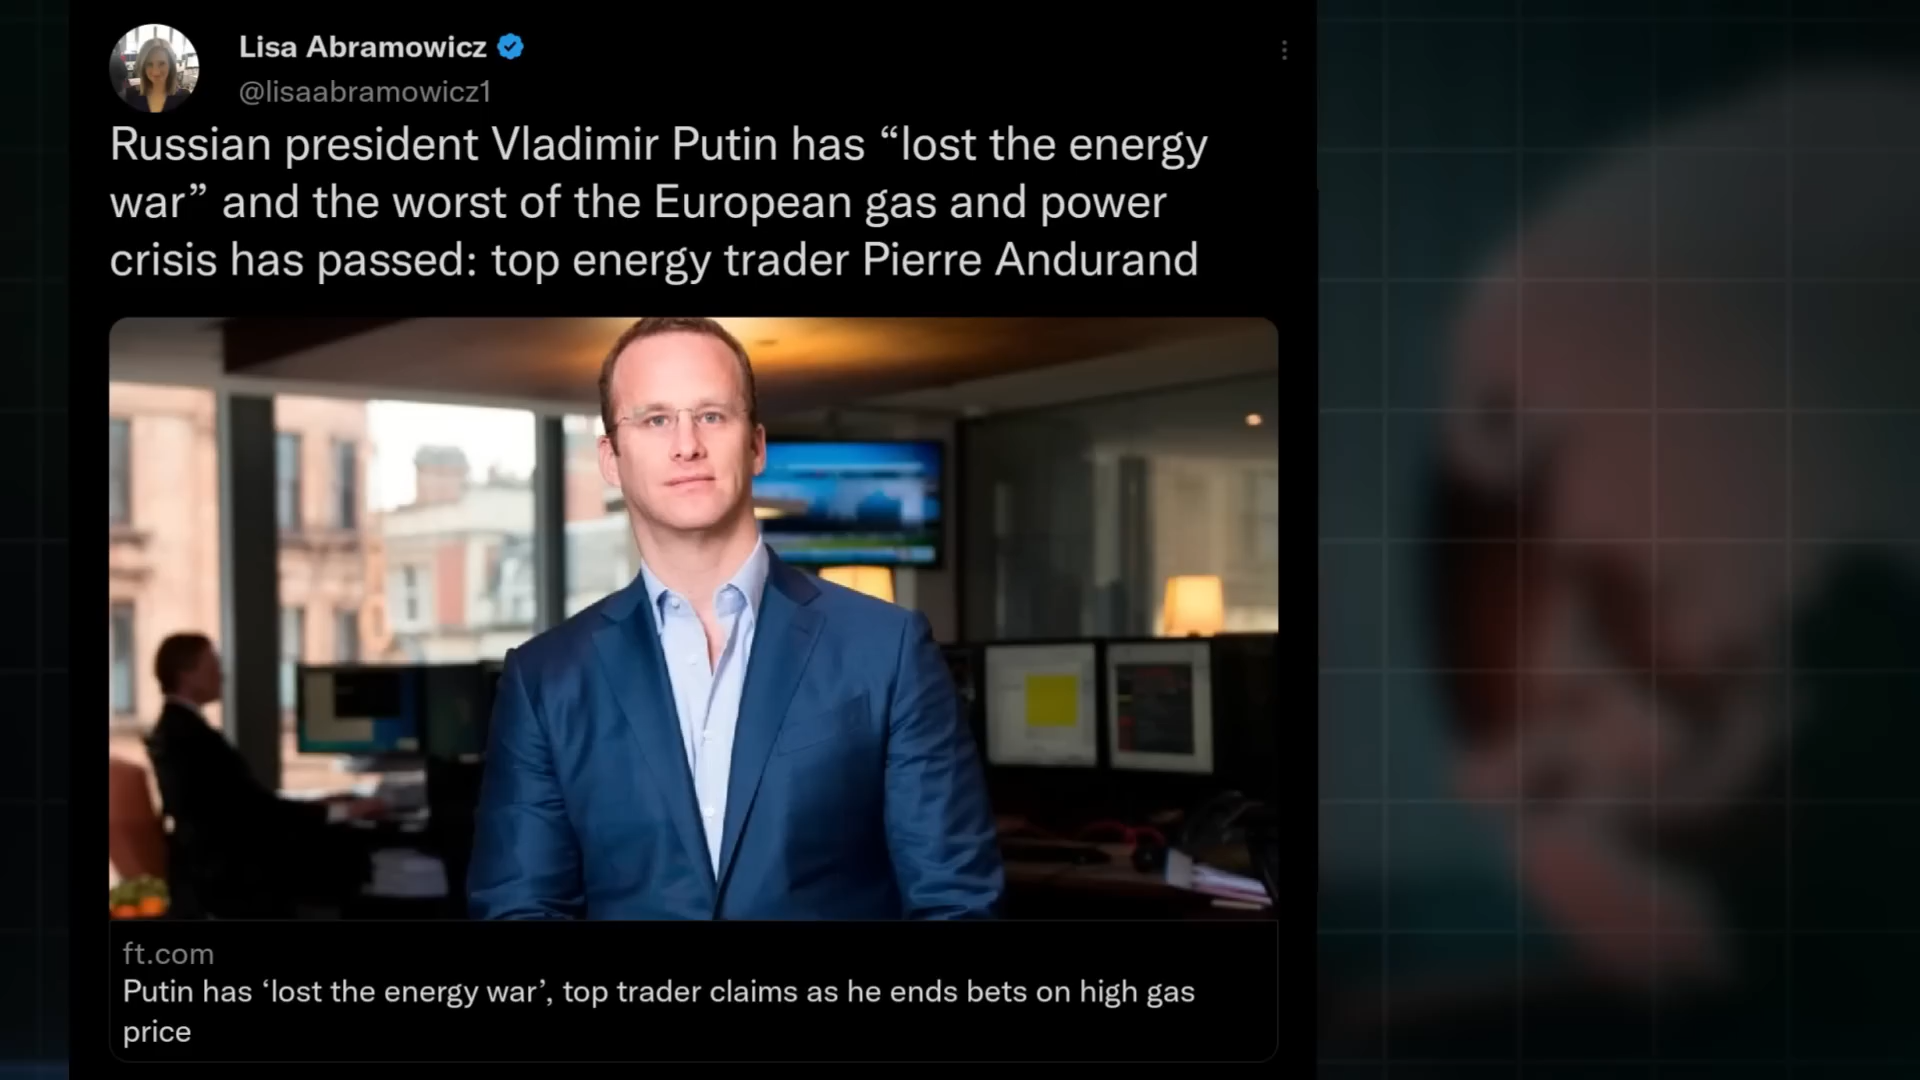 Lisa Abramowicz
@lisaabramowicz1
Russian president Vladimir Putin has “lost the energy
war” and the worst of the European gas and power
crisis has passed: top energy trader Pierre Andurand
ft.com
Putin has ‘lost the energy war’, top trader claims as he ends bets on high gas
price